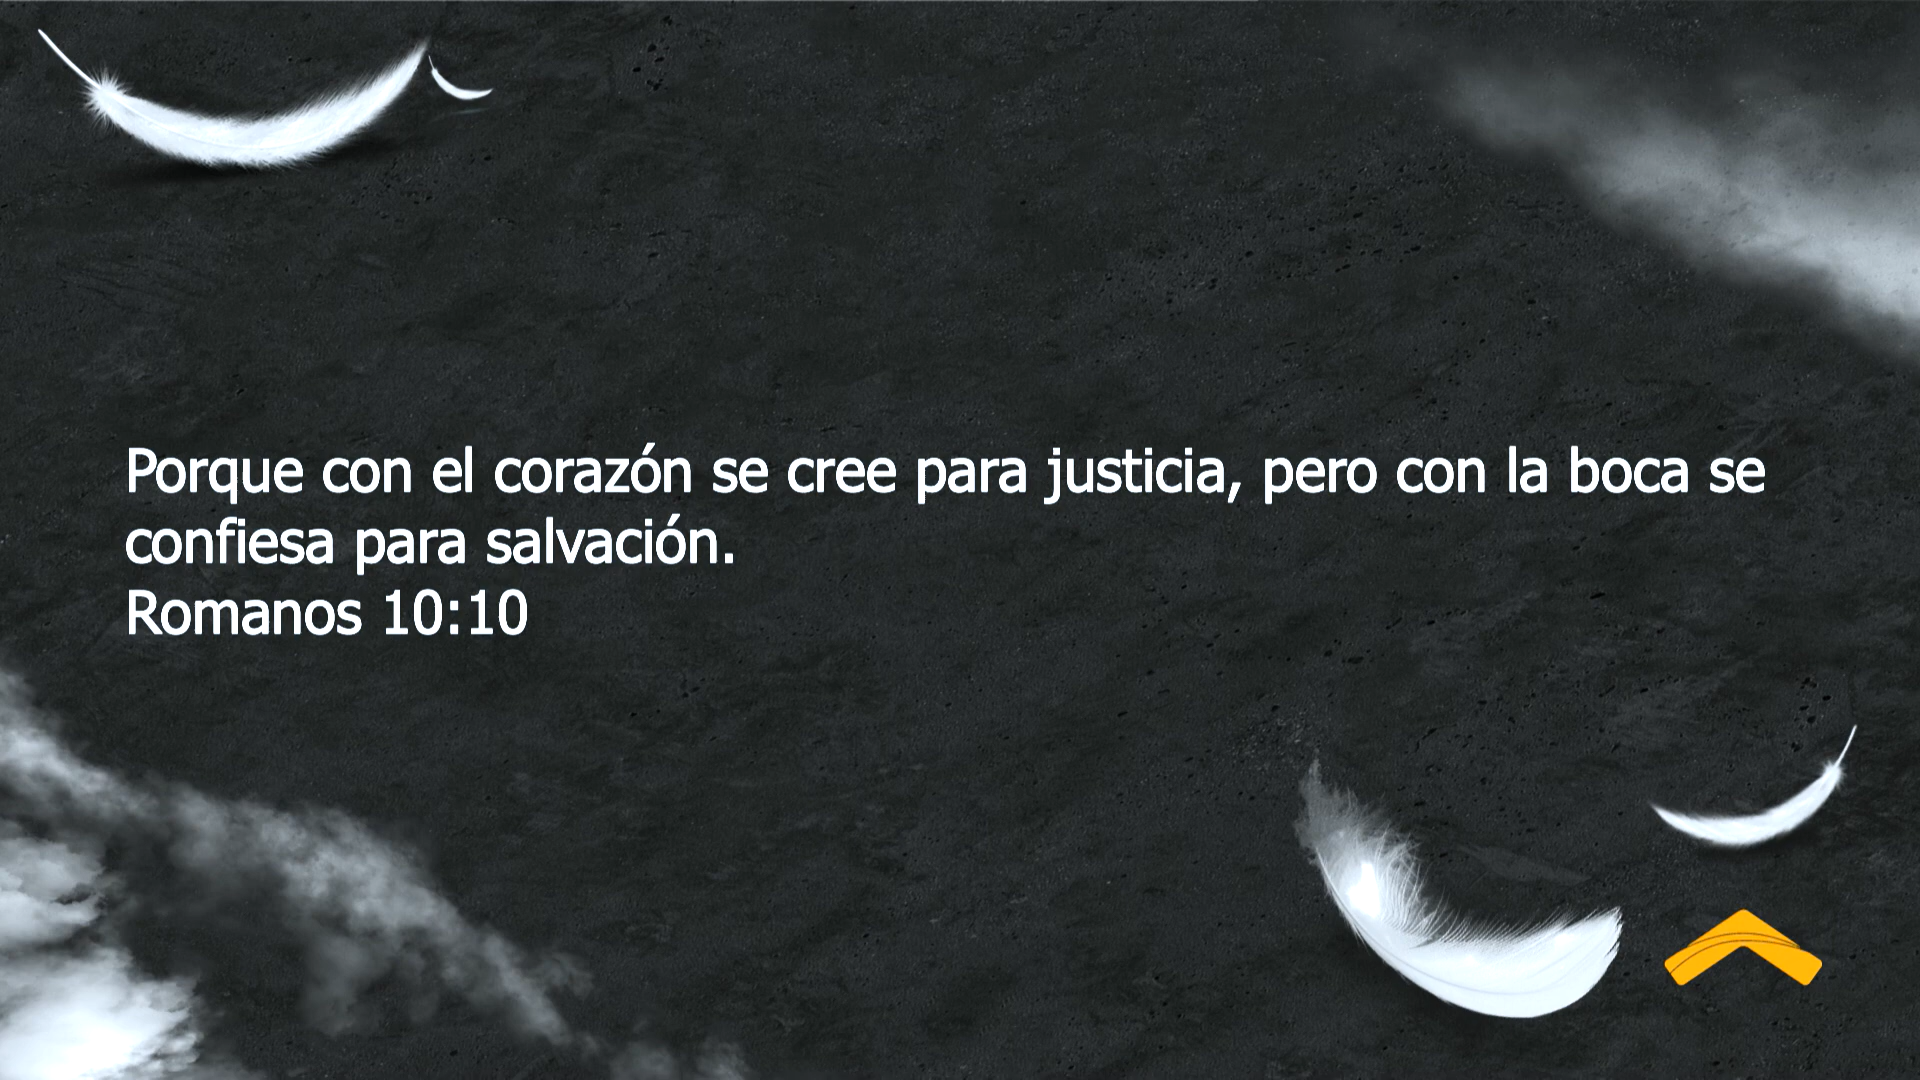 Porque con el corazón se cree para justicia, pero con la boca se
confiesa para salvación.
Romanos 10:10